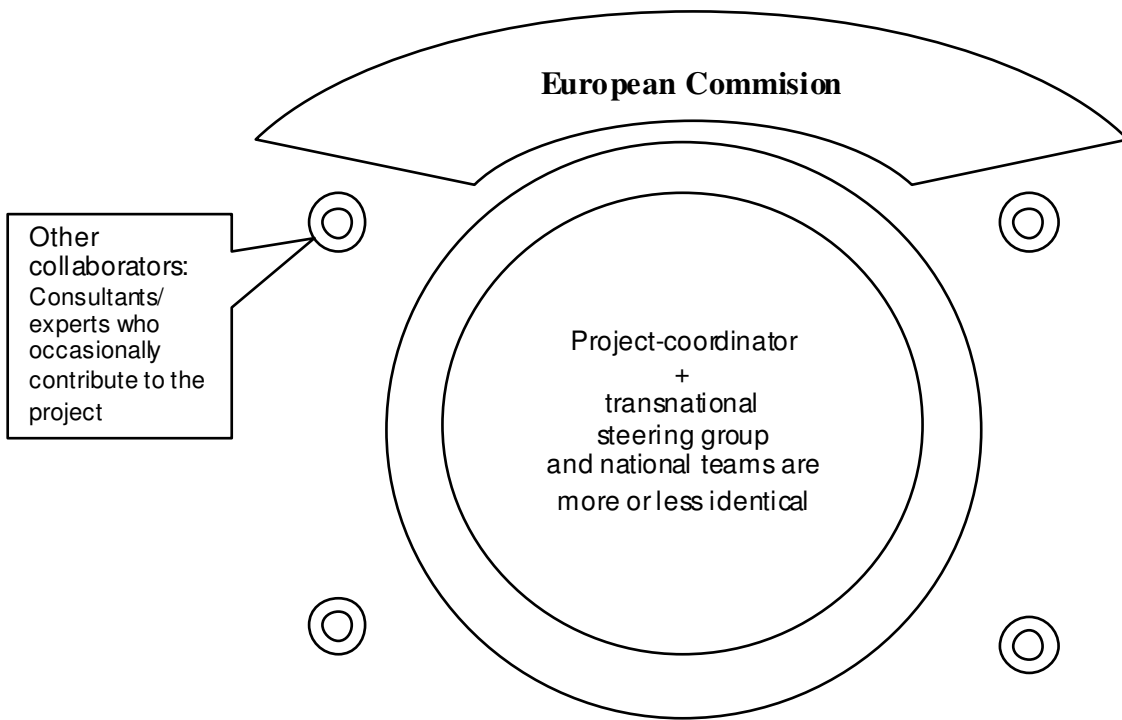 European Commision
Other
collaborators:
Consultants/
experts who
occasionally
contribute to the
project
Project-coordinator
+
transnational
steering group
and national teams are
more or less identical